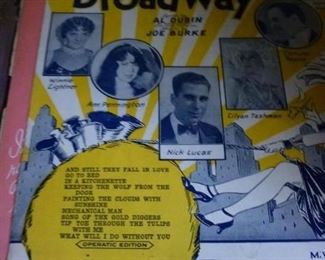 Broadway
AL DUBIN
JOE BURKE
Winnie Lightner
Ann Pennington
Nick Lucas
Lilyan Tashman
AND STILL THEY FALL IN LOVE
GO TO BED
IN A KITCHENETTE
KEEPING THE WOLF FROM THE
DOOR
PAINTING THE CLOUDS WITH
SUNSHINE
MECHANICAL MAN
SONG OF THE GOLD DIGGERS
TIP TOE THROUGH THE TULIPS
WITH ME
WHAT WILL I DO WITHOUT YOU
OPERATIC EDITION
M.